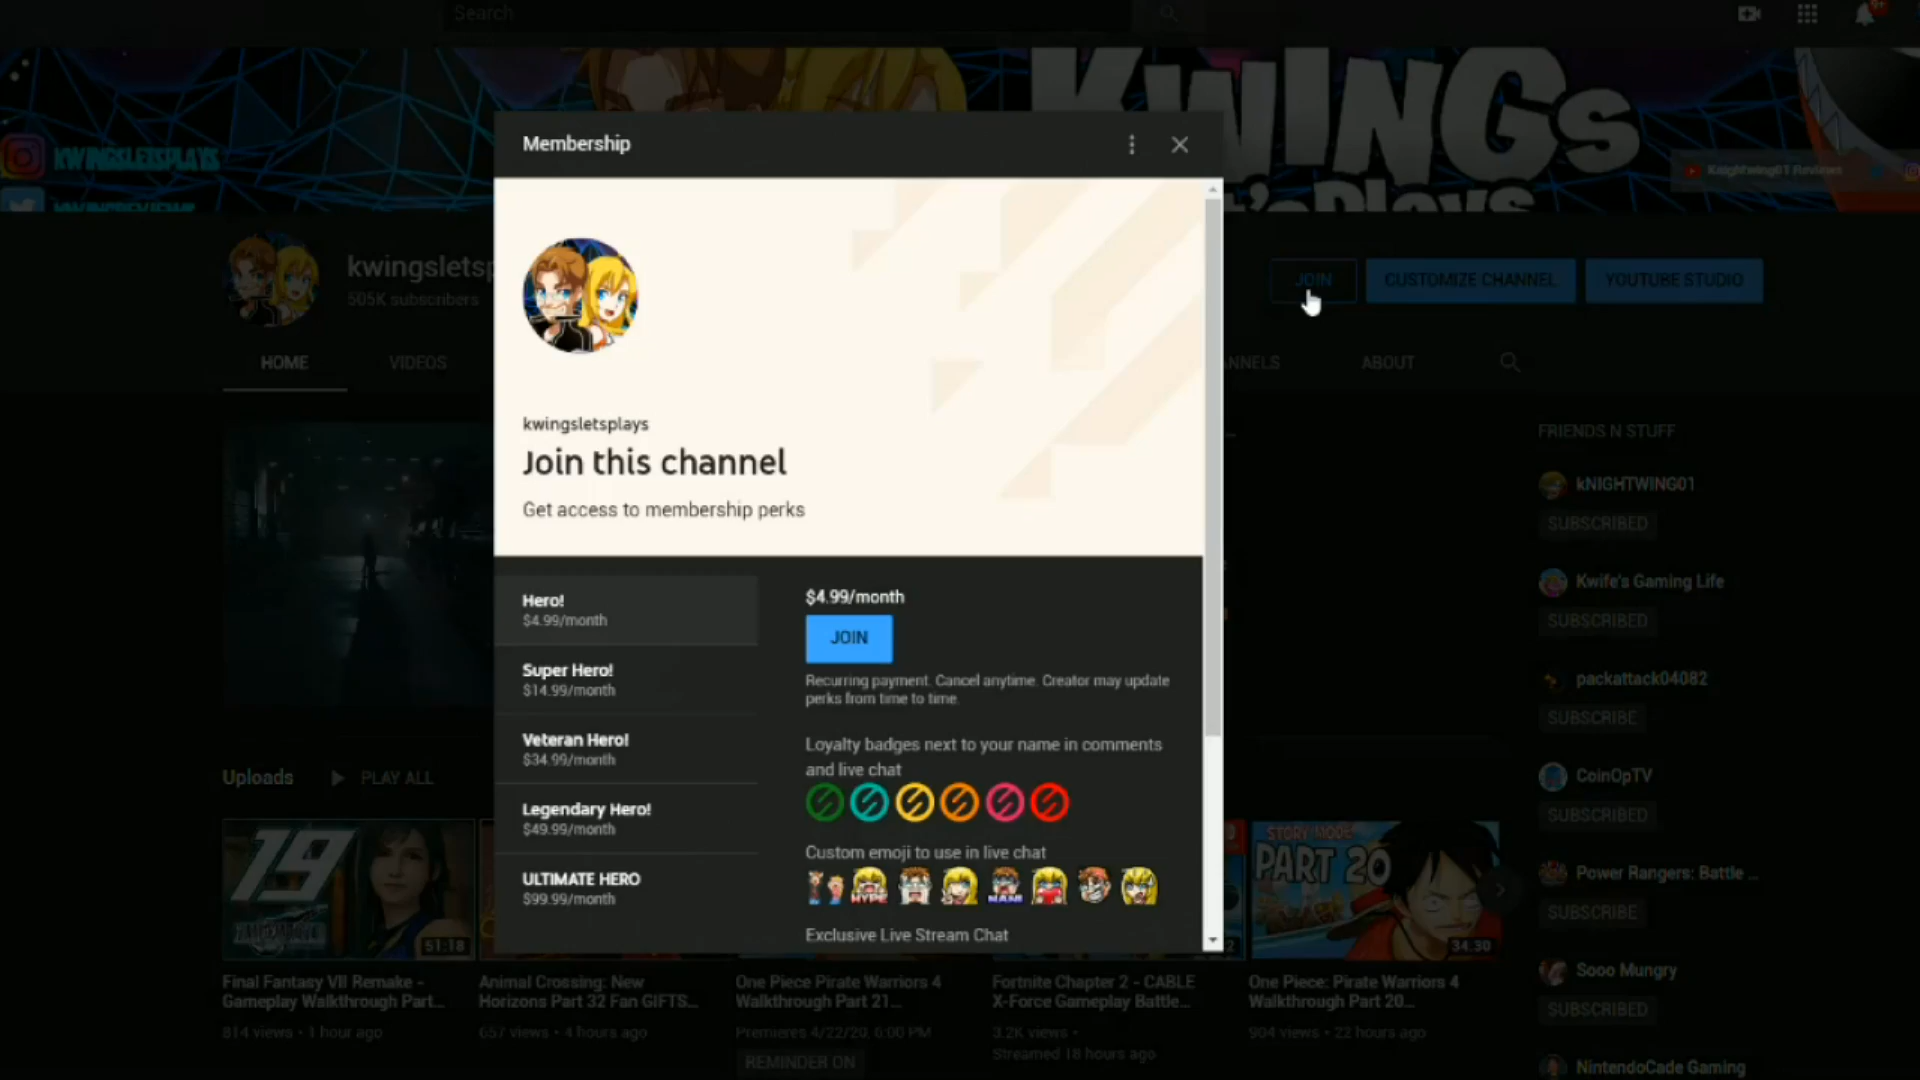 Search
9+
KWINGSLETSPLAYS
KWINGs
Knightwing01 Reviews
Membership
505K subscribers
JOIN
CUSTOMIZE CHANNEL
YOUTUBE STUDIO
HOME
VIDEOS
ABOUT
kwingsletsplays
Join this channel
Get access to membership perks
Hero!
$4.99/month
Super Hero!
$14.99/month
Veteran Hero!
$34.99/month
Legendary Hero!
$49.99/month
ULTIMATE HERO
$99.99/month
$4.99/month
JOIN
Recurring payment. Cancel anytime. Creator may update
perks from time to time.
Loyalty badges next to your name in comments
and live chat
Custom emoji to use in live chat
HYPE
Exclusive Live Stream Chat
FRIENDS N STUFF
kNIGHTWING01
SUBSCRIBED
Kwife's Gaming Life
SUBSCRIBED
packattack04082
SUBSCRIBE
CoinOpTV
SUBSCRIBE
Power Rangers: Battle ...
SUBSCRIBE
Sooo Mungry
SUBSCRIBED
NintendoCade Gaming
Uploads
PLAY ALL
19
51:18
Final Fantasy VII Remake -
Gameplay Walkthrough Part...
814 views • 1 hour ago
Animal Crossing: New
Horizons Part 32 Fan GIFTS...
657 views • 4 hours ago
One Piece Pirate Warriors 4
Walkthrough Part 21...
Premieres 4/22/20, 6:00 PM
REMINDER ON
Fortnite Chapter 2 - CABLE
X-Force Gameplay Battle...
3.2K views •
Streamed 18 hours ago
STORY MODE
PART 20
34:30
One Piece: Pirate Warriors 4
Walkthrough Part 20...
904 views • 22 hours ago